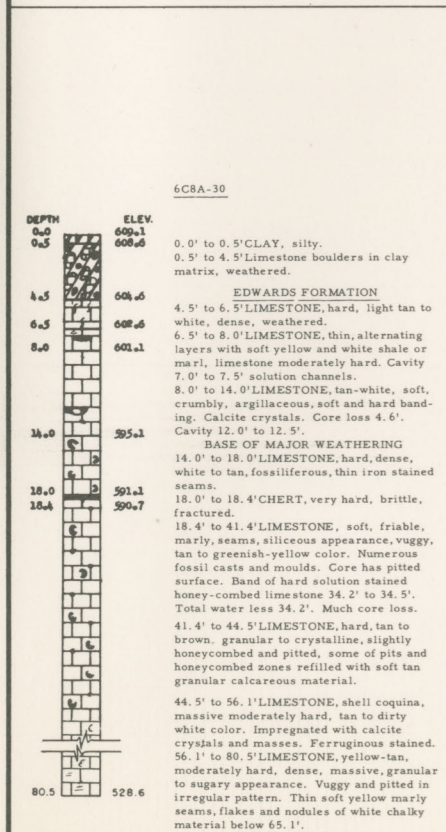 6C8A-30
DEPTH ELEV.
0.0 609.1
0.5 608.6
0.0' to 0.5'CLAY, silty.
0.5' to 4.5'Limestone boulders in clay
matrix, weathered.
4.5 604.6
EDWARDS FORMATION
4.5' to 6.5'LIMESTONE, hard, light tan to
white, dense, weathered.
6.5 602.6
6.5' to 8.0'LIMESTONE, thin, alternating
layers with soft yellow and white shale or
marl, limestone moderately hard. Cavity
7.0' to 7.5' solution channels.
8.0 601.1
8.0' to 14.0'LIMESTONE, tan-white, soft,
crumbly, argillaceous, soft and hard band-
ing. Calcite crystals. Core loss 4.6'.
Cavity 12.0' to 12.5'.
14.0 595.1
BASE OF MAJOR WEATHERING
14.0' to 18.0'LIMESTONE, hard, dense,
white to tan, fossiliferous, thin iron stained
seams.
18.0 591.1
18.0' to 18.4'CHERT, very hard, brittle,
fractured.
18.4 590.7
18.4' to 41.4'LIMESTONE, soft, friable,
marly, seams, siliceous appearance, vuggy,
tan to greenish-yellow color. Numerous
fossil casts and moulds. Core has pitted
surface. Band of hard solution stained
honey-combed limestone 34.2' to 34.5'.
Total water less 34.2'. Much core loss.
41.4' to 44.5'LIMESTONE, hard, tan to
brown, granular to crystalline, slightly
honeycombed and pitted, some of pits and
honeycombed zones refilled with soft tan
granular calcareous material.
44.5' to 56.1'LIMESTONE, shell coquina,
massive moderately hard, tan to dirty
white color. Impregnated with calcite
crystals and masses. Ferruginous stained.
56.1' to 80.5'LIMESTONE, yellow-tan,
moderately hard, dense, massive, granular
to sugary appearance. Vuggy and pitted in
irregular pattern. Thin soft yellow marly
seams, flakes and nodules of white chalky
material below 65.1'.
80.5 528.6